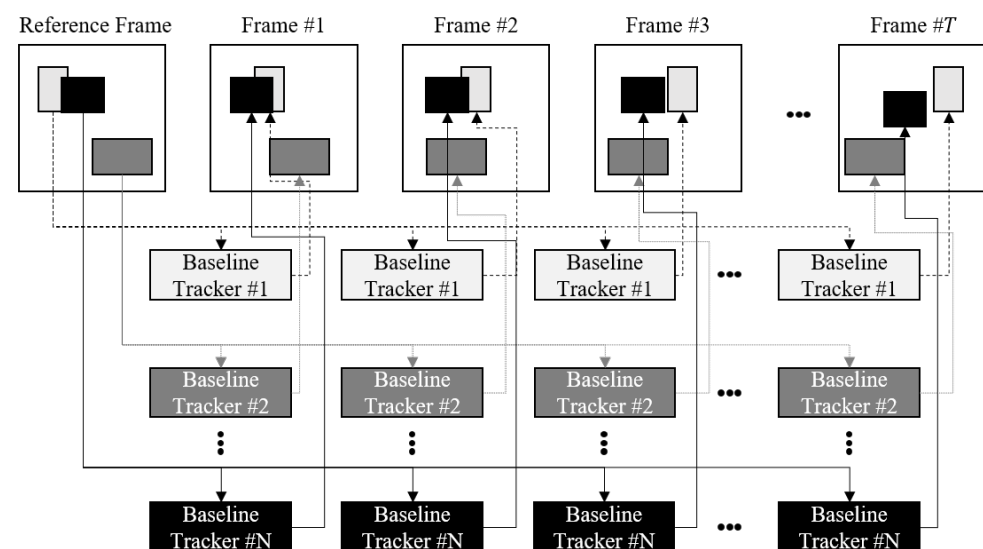 Reference Frame Frame #1 Frame #2 Frame #3 Frame #T
Baseline Baseline Baseline Baseline
Tracker #1 Tracker #1 Tracker #1 Tracker #1
Baseline Baseline Baseline Baseline
Tracker #2 Tracker #2 Tracker #2 Tracker #2
Baseline Baseline Baseline Baseline
Tracker #N Tracker #N Tracker #N Tracker #N